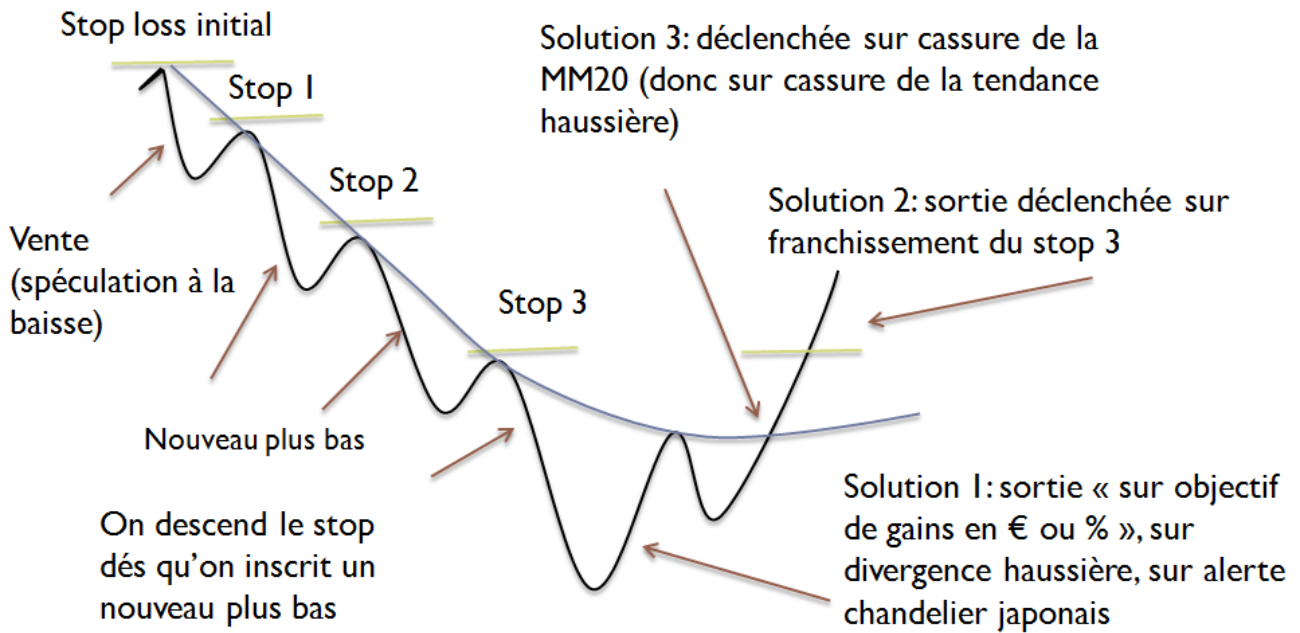 Stop loss initial
Stop 1
Stop 2
Stop 3
Vente
(spéculation à la
baisse)
Nouveau plus bas
On descend le stop
dés qu'on inscrit un
nouveau plus bas
Solution 3: déclenchée sur cassure de la
MM20 (donc sur cassure de la tendance
haussière)
Solution 2: sortie déclenchée sur
franchissement du stop 3
Solution 1: sortie « sur objectif
de gains en € ou % », sur
divergence haussière, sur alerte
chandelier japonais